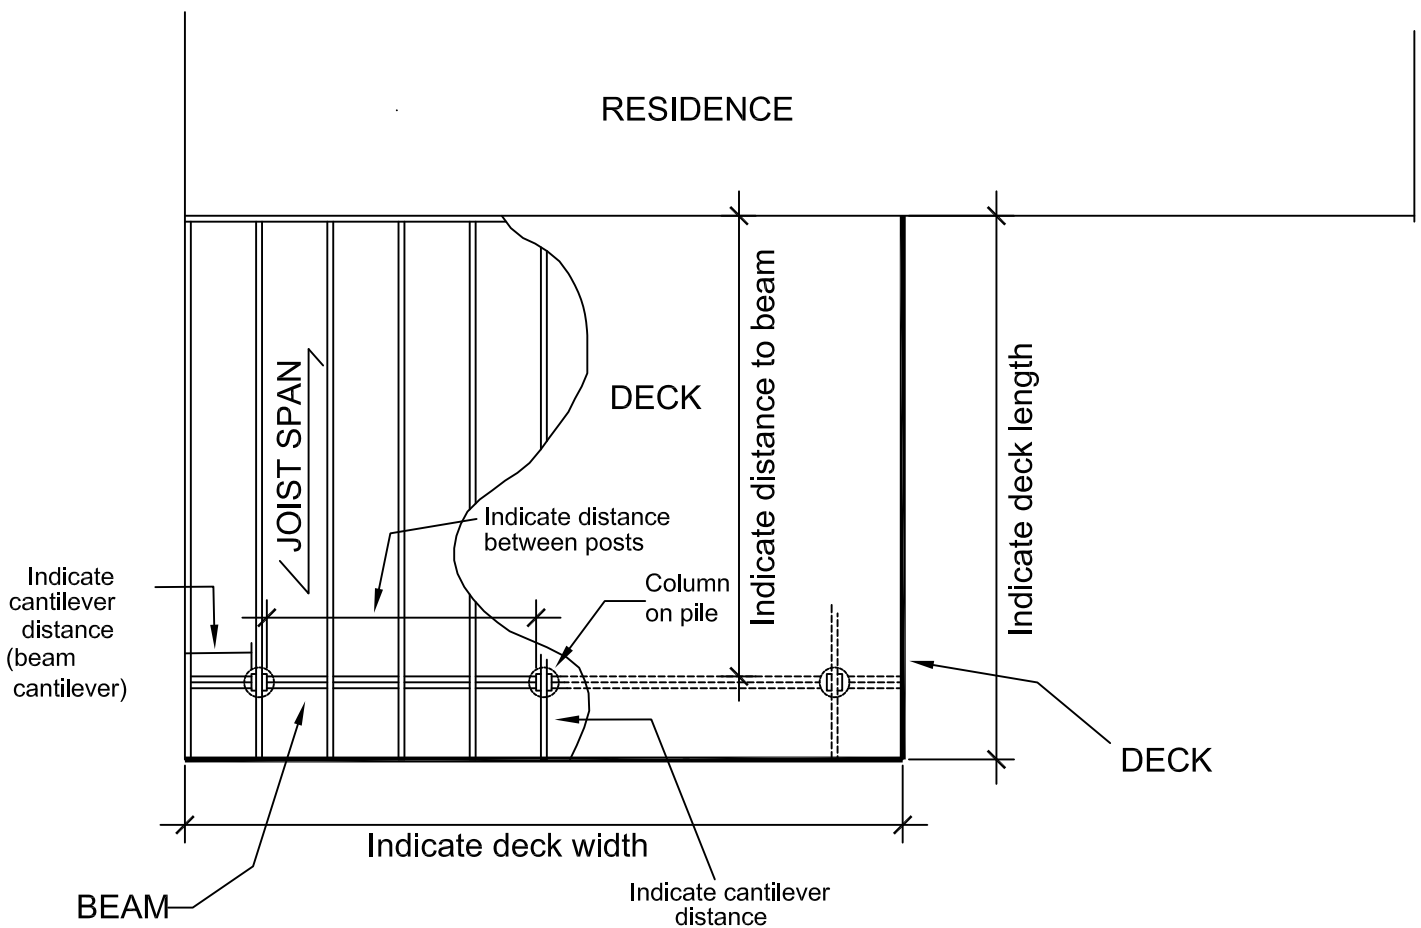 RESIDENCE
Indicate distance to beam
Indicate deck length
JOIST SPAN
DECK
Indicate distance
between posts
Column
on pile
Indicate
cantilever
distance
(beam
cantilever)
DECK
Indicate deck width
BEAM
Indicate cantilever
distance